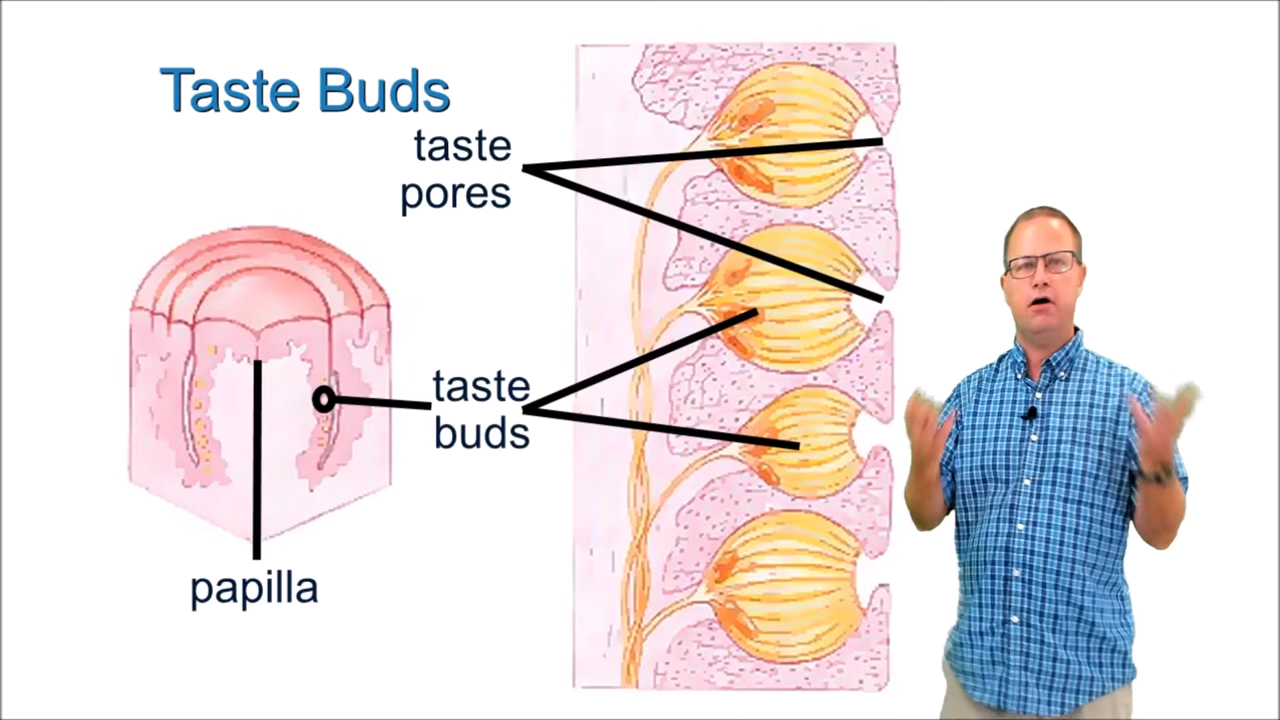 Taste Buds
taste
pores
taste
buds
papilla